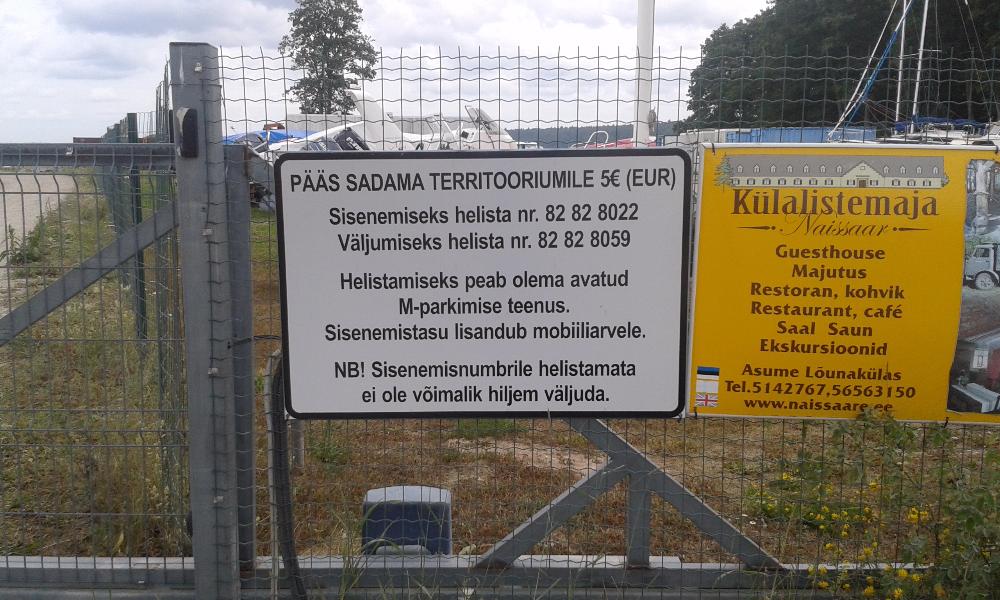 PÄÄS SADAMA TERRITOORIUMILE 5€ (EUR)
Sisenemiseks helista nr. 82 82 8022
Väljumiseks helista nr. 82 82 8059
Helistamiseks peab olema avatud
M-parkimise teenus.
Sisenemistasu lisandub mobiiliarvele.
NB! Sisenemisnumbrile helistamata
ei ole võimalik hiljem väljuda.
Külalistemaja
Naissaar
Guesthouse
Majutus
Restoran, kohvik
Restaurant, café
Saal Saun
Ekskursioonid
Asume Lõunakülas
Tel.5142767,56563150
www.naissaare.ee